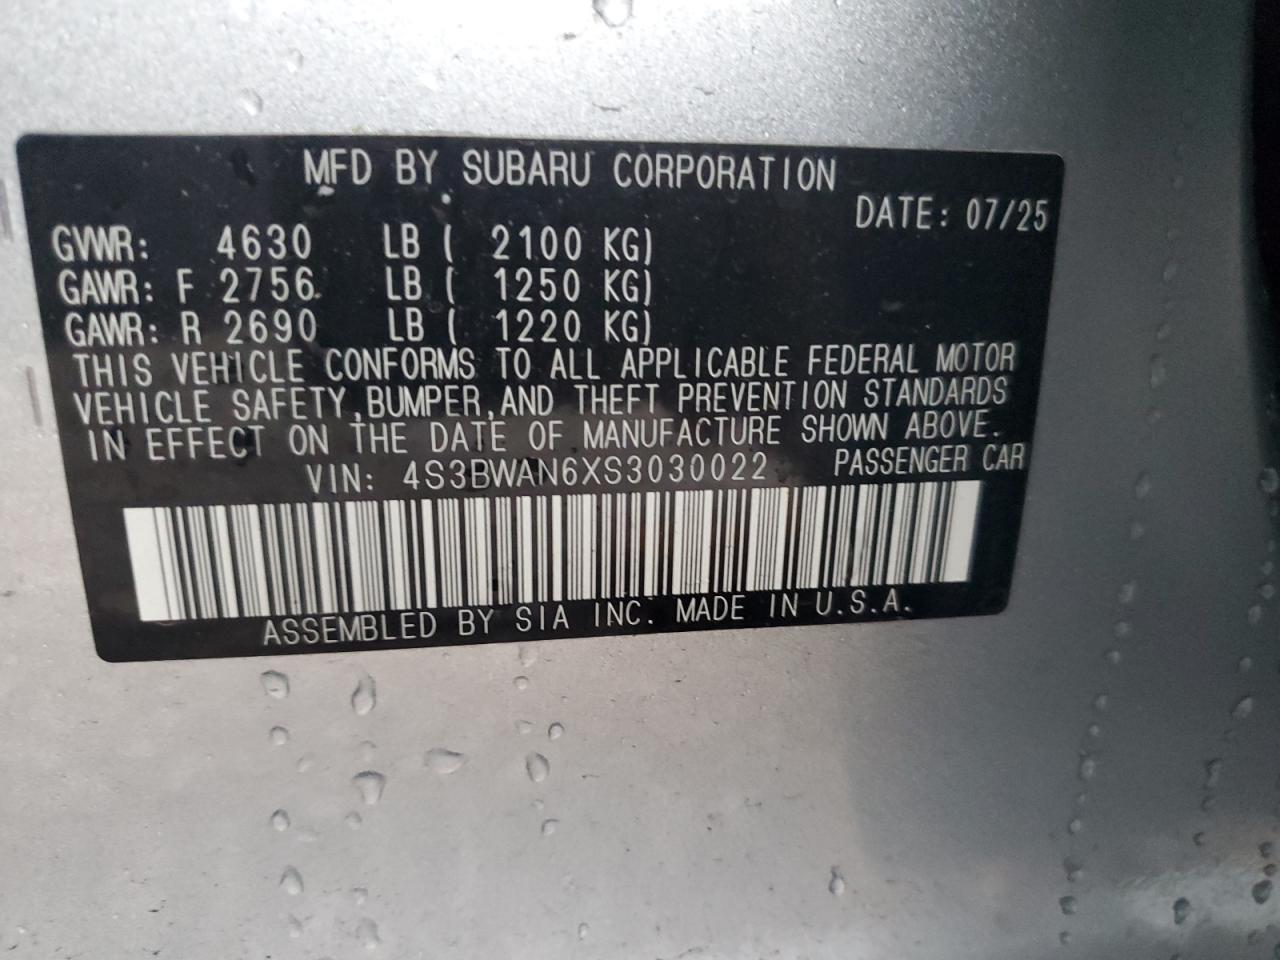 MFD BY SUBARU CORPORATION
DATE: 07/25
GVWR: 4630 LB ( 2100 KG)
GAWR: F 2756 LB ( 1250 KG)
GAWR: R 2690 LB ( 1220 KG)
THIS VEHICLE CONFORMS TO ALL APPLICABLE FEDERAL MOTOR
VEHICLE SAFETY,BUMPER,AND THEFT PREVENTION STANDARDS
IN EFFECT ON THE DATE OF MANUFACTURE SHOWN ABOVE.
VIN: 4S3BWAN6XS3030022 PASSENGER CAR
ASSEMBLED BY SIA INC. MADE IN U.S.A.